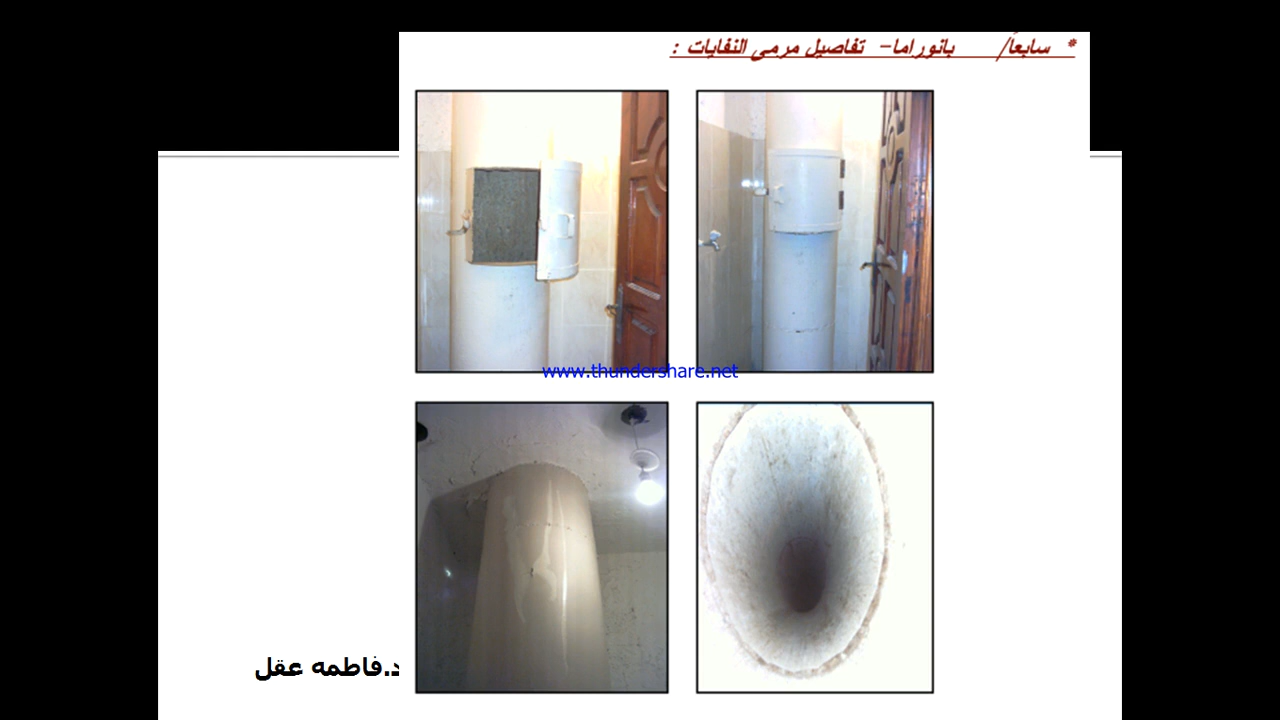 * سابعاً/ بانوراما- تفاصيل مرمى النفايات :
www.thundershare.net
د.فاطمه عقل